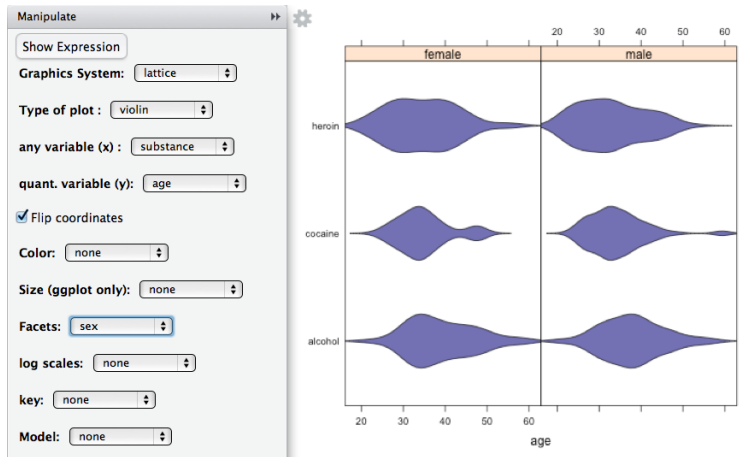 Manipulate
Show Expression
Graphics System: lattice
Type of plot : violin
any variable (x) : substance
quant. variable (y): age
Flip coordinates
Color: none
Size (ggplot only): none
Facets: sex
log scales: none
key: none
Model: none
20 30 40 50 60
female male
heroin
cocaine
alcohol
20 30 40 50 60
age